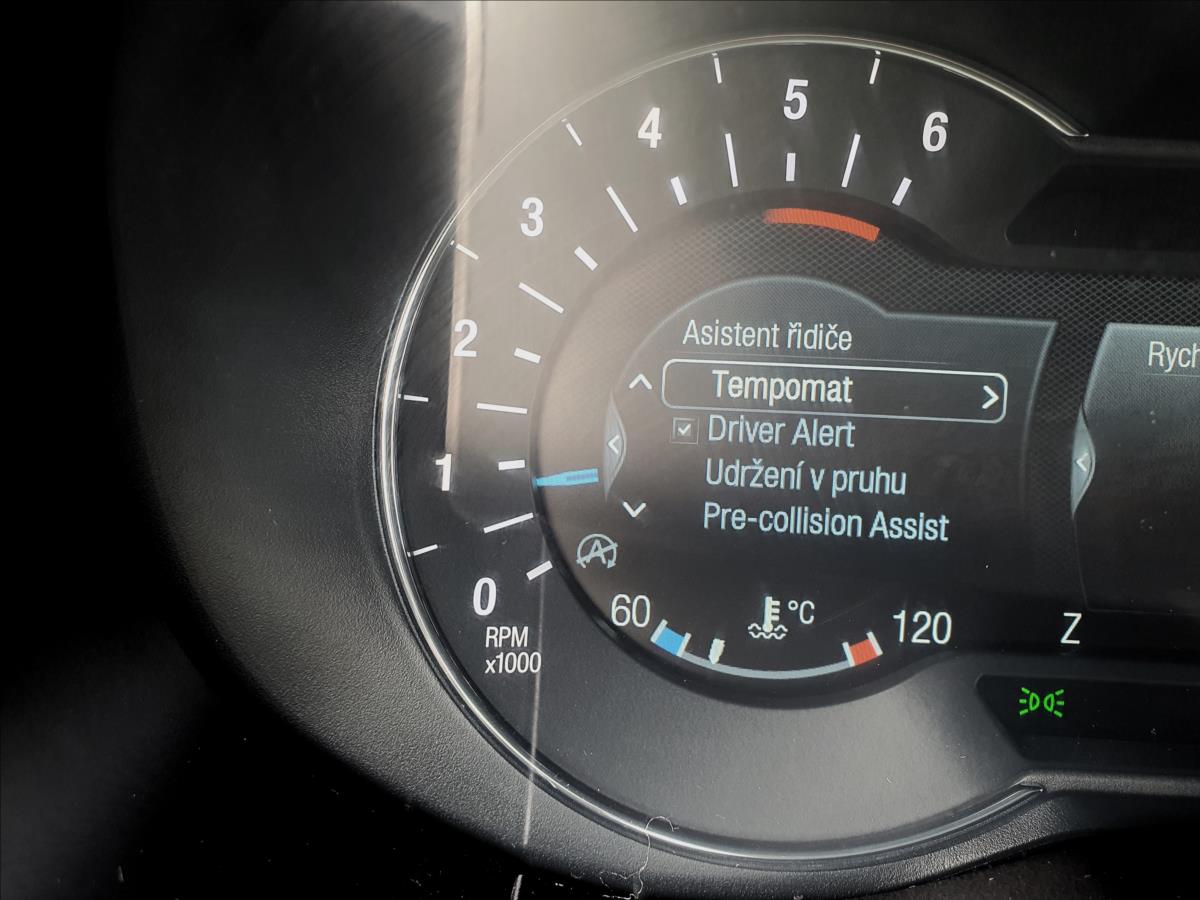 0
1
2
3
4
5
6
RPM
x1000
Asistent řidiče
Tempomat
Driver Alert
Udržení v pruhu
Pre-collision Assist
A
60
°C
120
Z